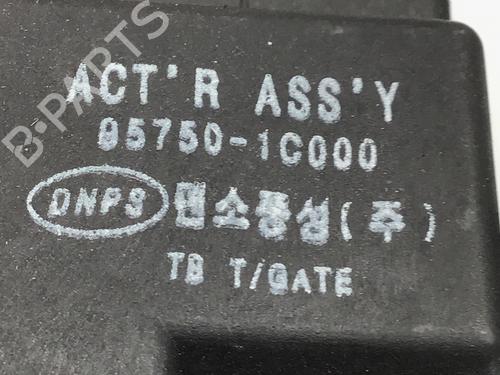 B-PARTS
ACT'R ASS'Y
95750-1C000
DNPS 덴소풍성(주)
TB T/GATE